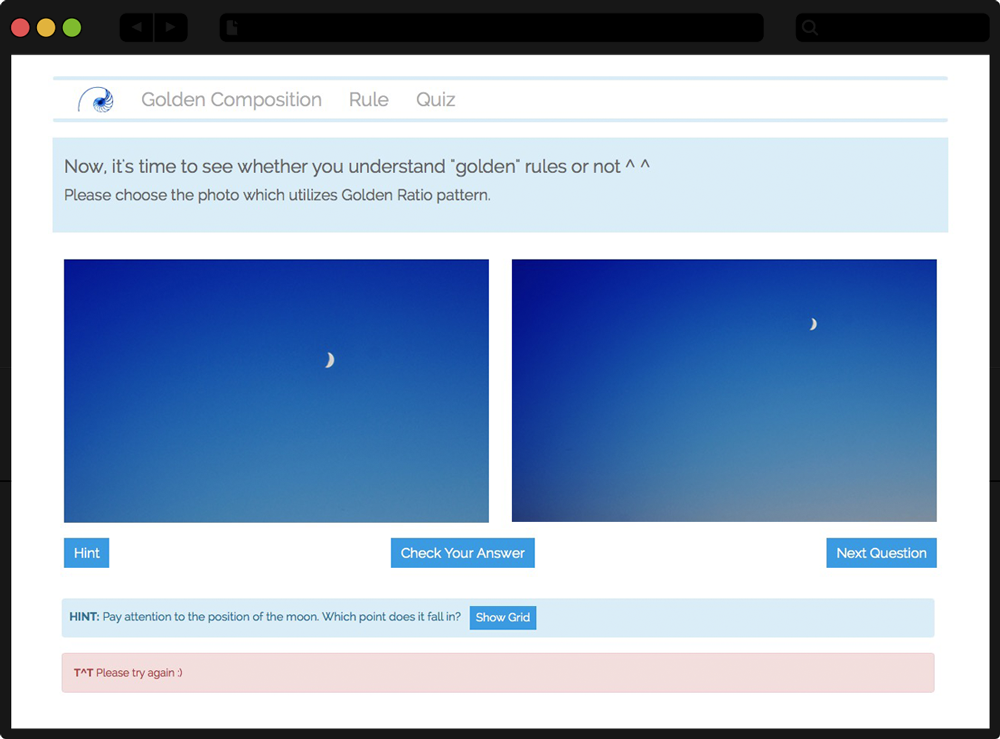 Golden Composition Rule Quiz
Now, it's time to see whether you understand "golden" rules or not ^ ^
Please choose the photo which utilizes Golden Ratio pattern.
Hint Check Your Answer Next Question
HINT: Pay attention to the position of the moon. Which point does it fall in? Show Grid
T^T Please try again :)